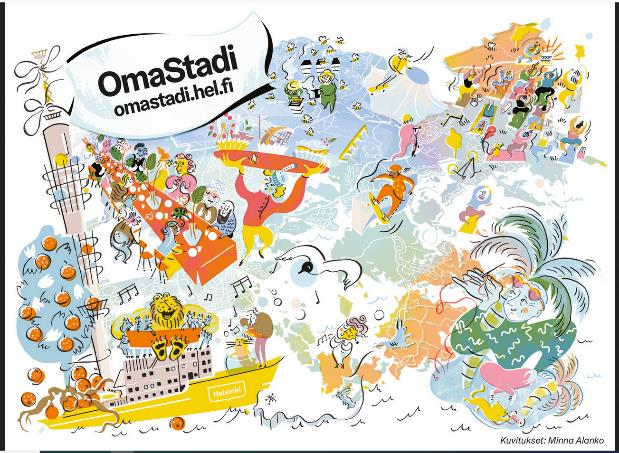 OmaStadi
omastadi.hel.fi
Helsinki
Kuvitukset: Minna Alanko